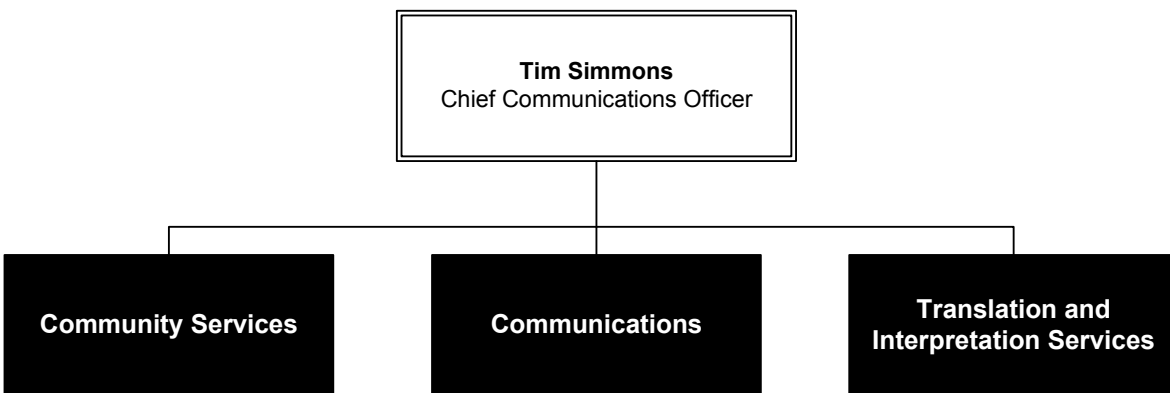 Tim Simmons
Chief Communications Officer
Community Services
Communications
Translation and
Interpretation Services